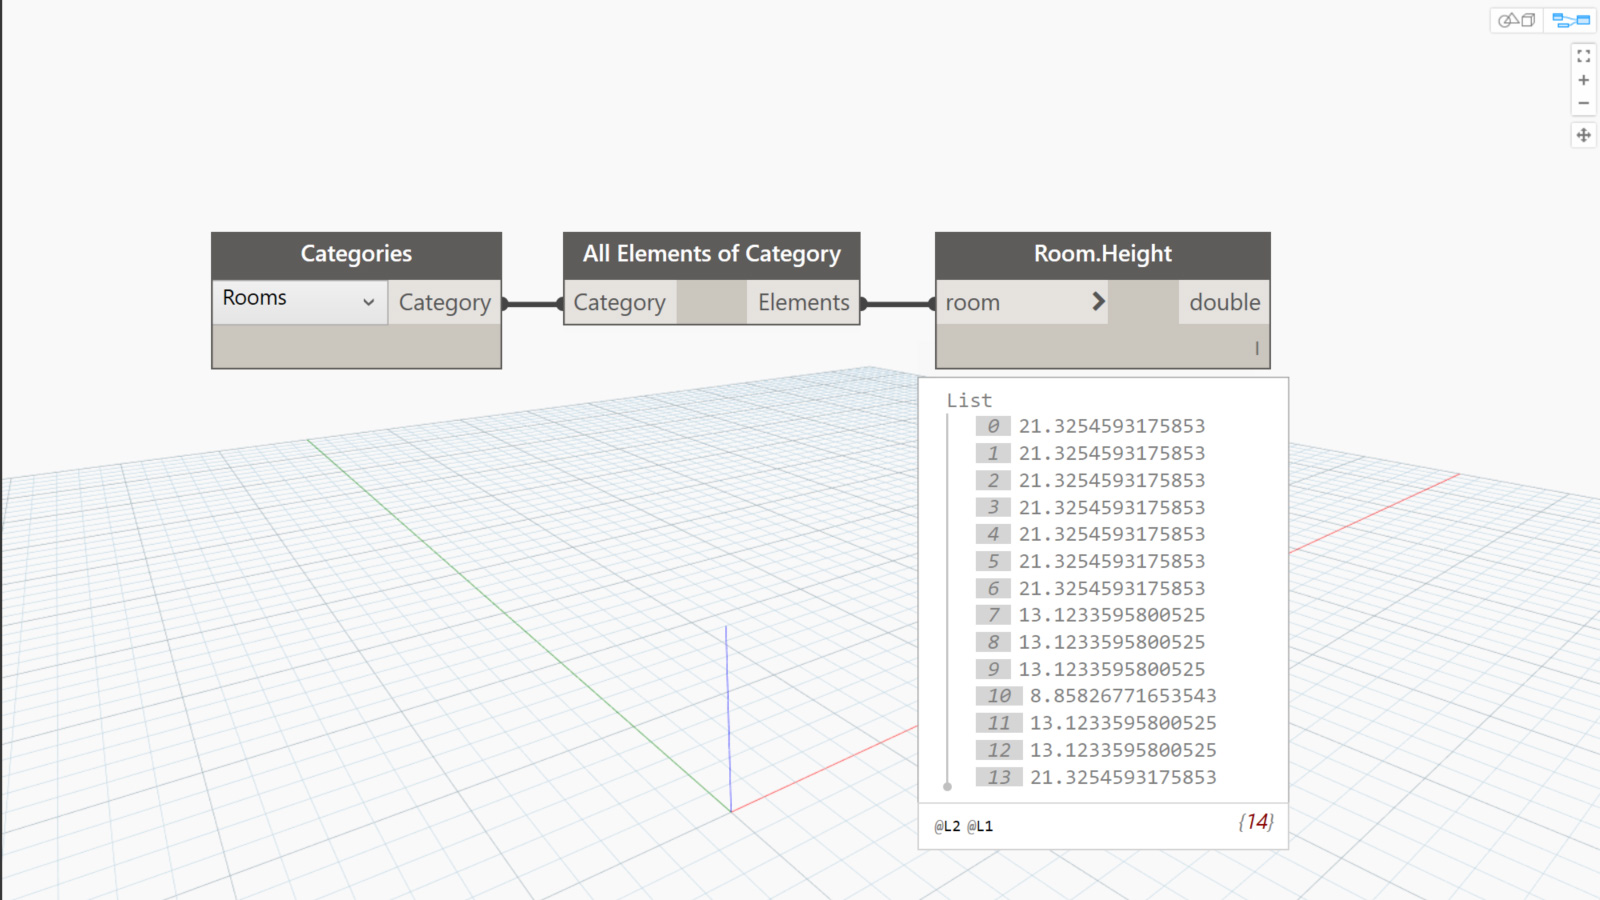 Categories
Rooms
Category
All Elements of Category
Category
Elements
Room.Height
room
double
l
List
0 21.3254593175853
1 21.3254593175853
2 21.3254593175853
3 21.3254593175853
4 21.3254593175853
5 21.3254593175853
6 21.3254593175853
7 13.1233595800525
8 13.1233595800525
9 13.1233595800525
10 8.85826771653543
11 13.1233595800525
12 13.1233595800525
13 21.3254593175853
@L2 @L1
{14}